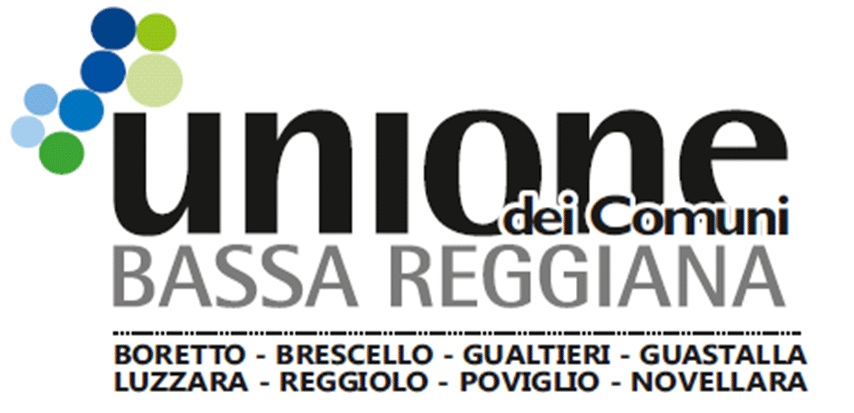 unione
dei Comuni
BASSA REGGIANA
BORETTO - BRESCELLO - GUALTIERI - GUASTALLA
LUZZARA - REGGIOLO - POVIGLIO - NOVELLARA